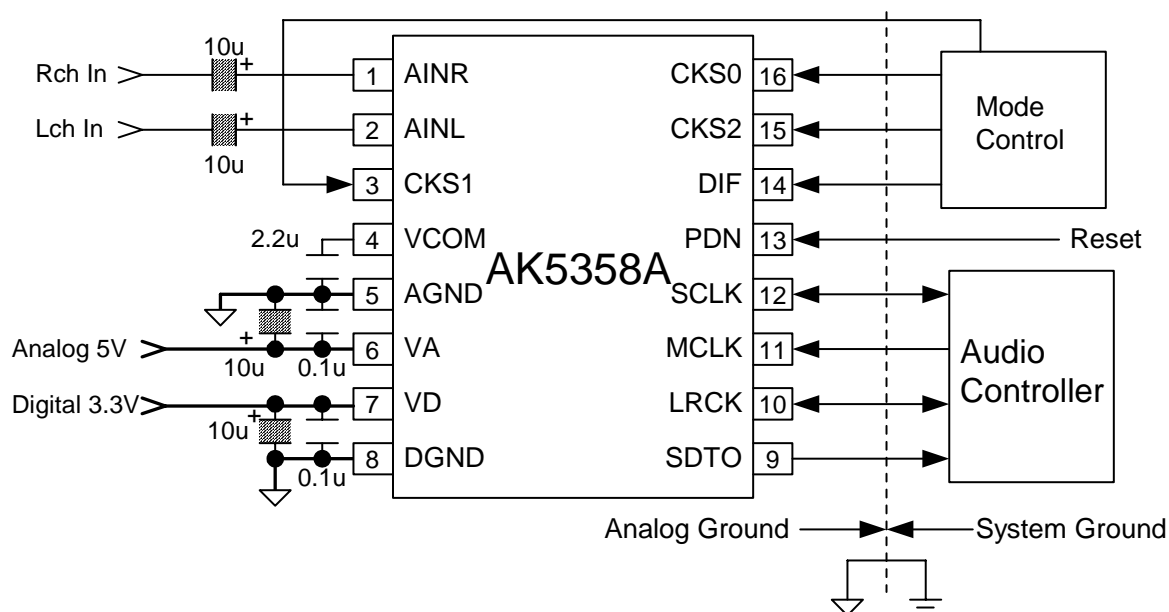 10u
+
Rch In
1
AINR
CKS0
16
Mode
Control
Lch In
+
10u
2
AINL
CKS2
15
3
CKS1
DIF
14
2.2u
4
VCOM
PDN
13
Reset
AK5358A
5
AGND
SCLK
12
Analog 5V
+
10u
0.1u
6
VA
MCLK
11
Audio
Controller
Digital 3.3V
10u
+
7
VD
LRCK
10
0.1u
8
DGND
SDTO
9
Analog Ground
System Ground